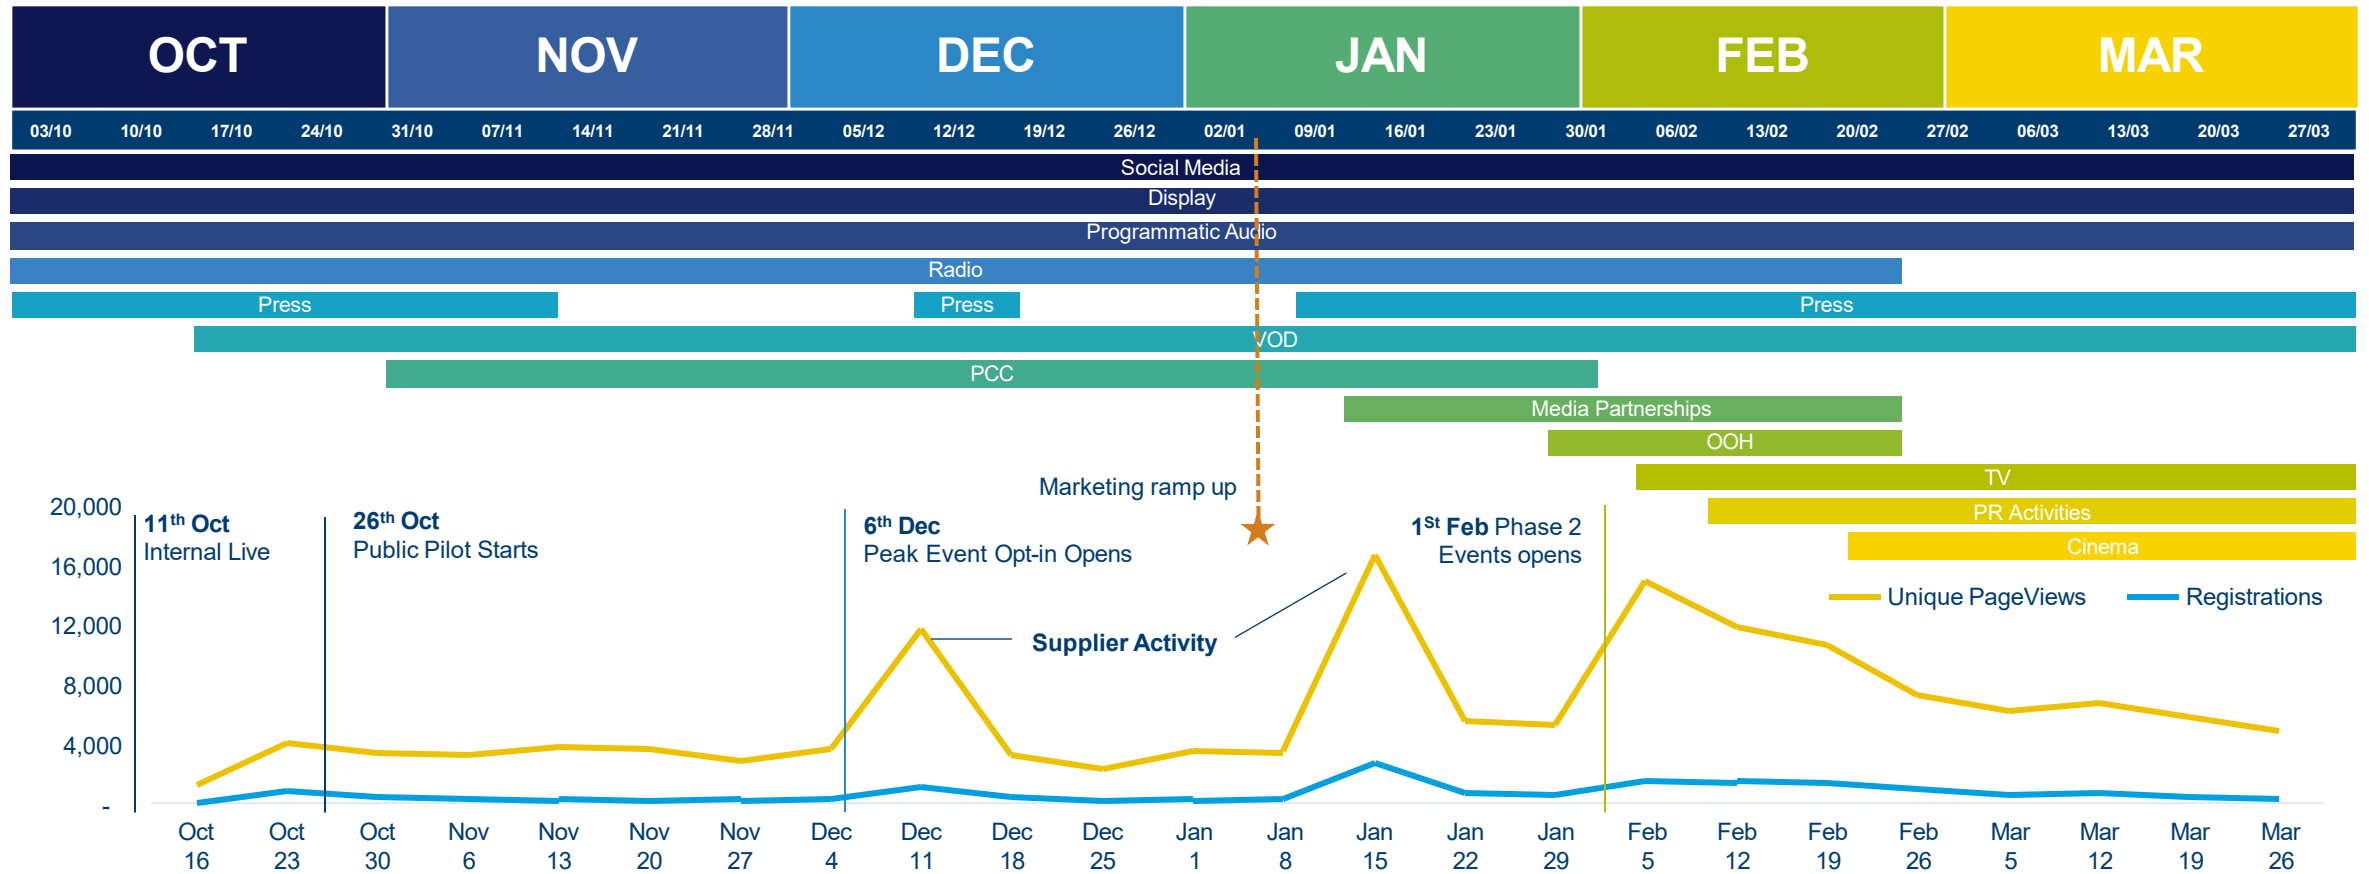 OCT NOV DEC JAN FEB MAR
03/10 10/10 17/10 24/10 31/10 07/11 14/11 21/11 28/11 05/12 12/12 19/12 26/12 02/01 09/01 16/01 23/01 30/01 06/02 13/02 20/02 27/02 06/03 13/03 20/03 27/03
Social Media
Display
Programmatic Audio
Radio
Press Press Press
VOD
PCC
Media Partnerships
OOH
TV
PR Activities
Cinema
Marketing ramp up
11th Oct
Internal Live
26th Oct
Public Pilot Starts
6th Dec
Peak Event Opt-in Opens
1St Feb Phase 2
Events opens
Supplier Activity
Unique PageViews
Registrations
20,000
16,000
12,000
8,000
4,000
-
Oct Oct Oct Nov Nov Nov Nov Dec Dec Dec Dec Jan Jan Jan Jan Jan Feb Feb Feb Feb Mar Mar Mar Mar
16 23 30 6 13 20 27 4 11 18 25 1 8 15 22 29 5 12 19 26 5 12 19 26